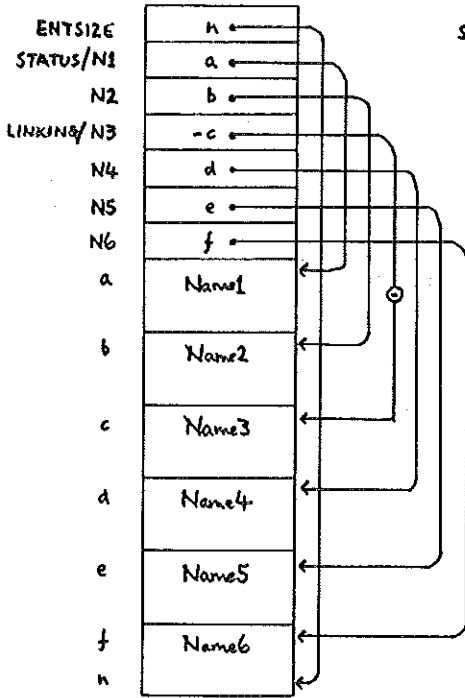 ENTSIZE n
STATUS/N1 a
N2 b
LINKING/N3 -c
N4 d
N5 e
N6 f
a Name1
b Name2
c Name3
d Name4
e Name5
f Name6
n
-
S